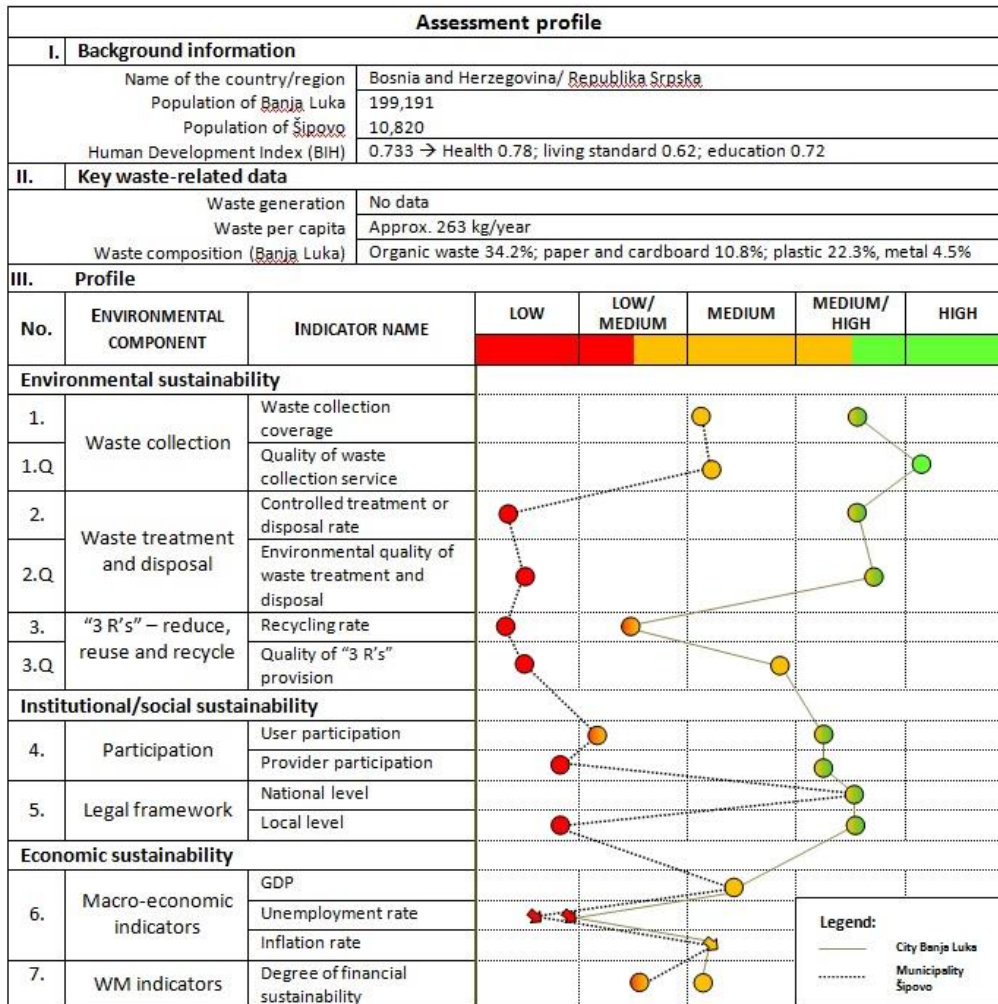 Assessment profile
I. Background information
Name of the country/region Bosnia and Herzegovina/ Republika Srpska
Population of Banja Luka 199,191
Population of Šipovo 10,820
Human Development Index (BIH) 0.733 → Health 0.78; living standard 0.62; education 0.72
II. Key waste-related data
Waste generation No data
Waste per capita Approx. 263 kg/year
Waste composition (Banja Luka) Organic waste 34.2%; paper and cardboard 10.8%; plastic 22.3%, metal 4.5%
III. Profile
No.
ENVIRONMENTAL
COMPONENT
INDICATOR NAME
LOW
LOW/
MEDIUM
MEDIUM
MEDIUM/
HIGH
HIGH
Environmental sustainability
1.
Waste collection
Waste collection
coverage
1.Q
Quality of waste
collection service
2.
Waste treatment
and disposal
Controlled treatment or
disposal rate
2.Q
Environmental quality of
waste treatment and
disposal
3.
"3 R's" – reduce,
reuse and recycle
Recycling rate
3.Q
Quality of "3 R's"
provision
Institutional/social sustainability
4.
Participation
User participation
Provider participation
5.
Legal framework
National level
Local level
Economic sustainability
6.
Macro-economic
indicators
GDP
Unemployment rate
Inflation rate
7.
WM indicators
Degree of financial
sustainability
Legend:
City Banja Luka
Municipality
Šipovo